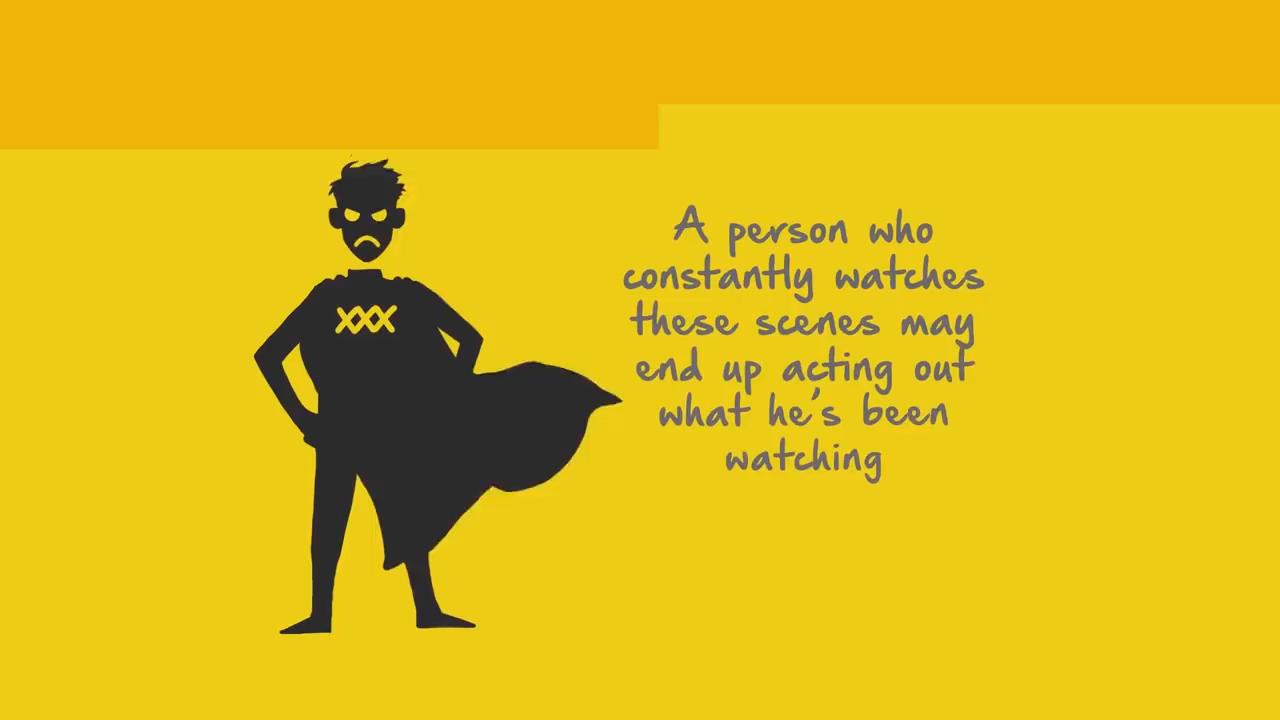 XXX
A person who
constantly watches
these scenes may
end up acting out
what he's been
watching